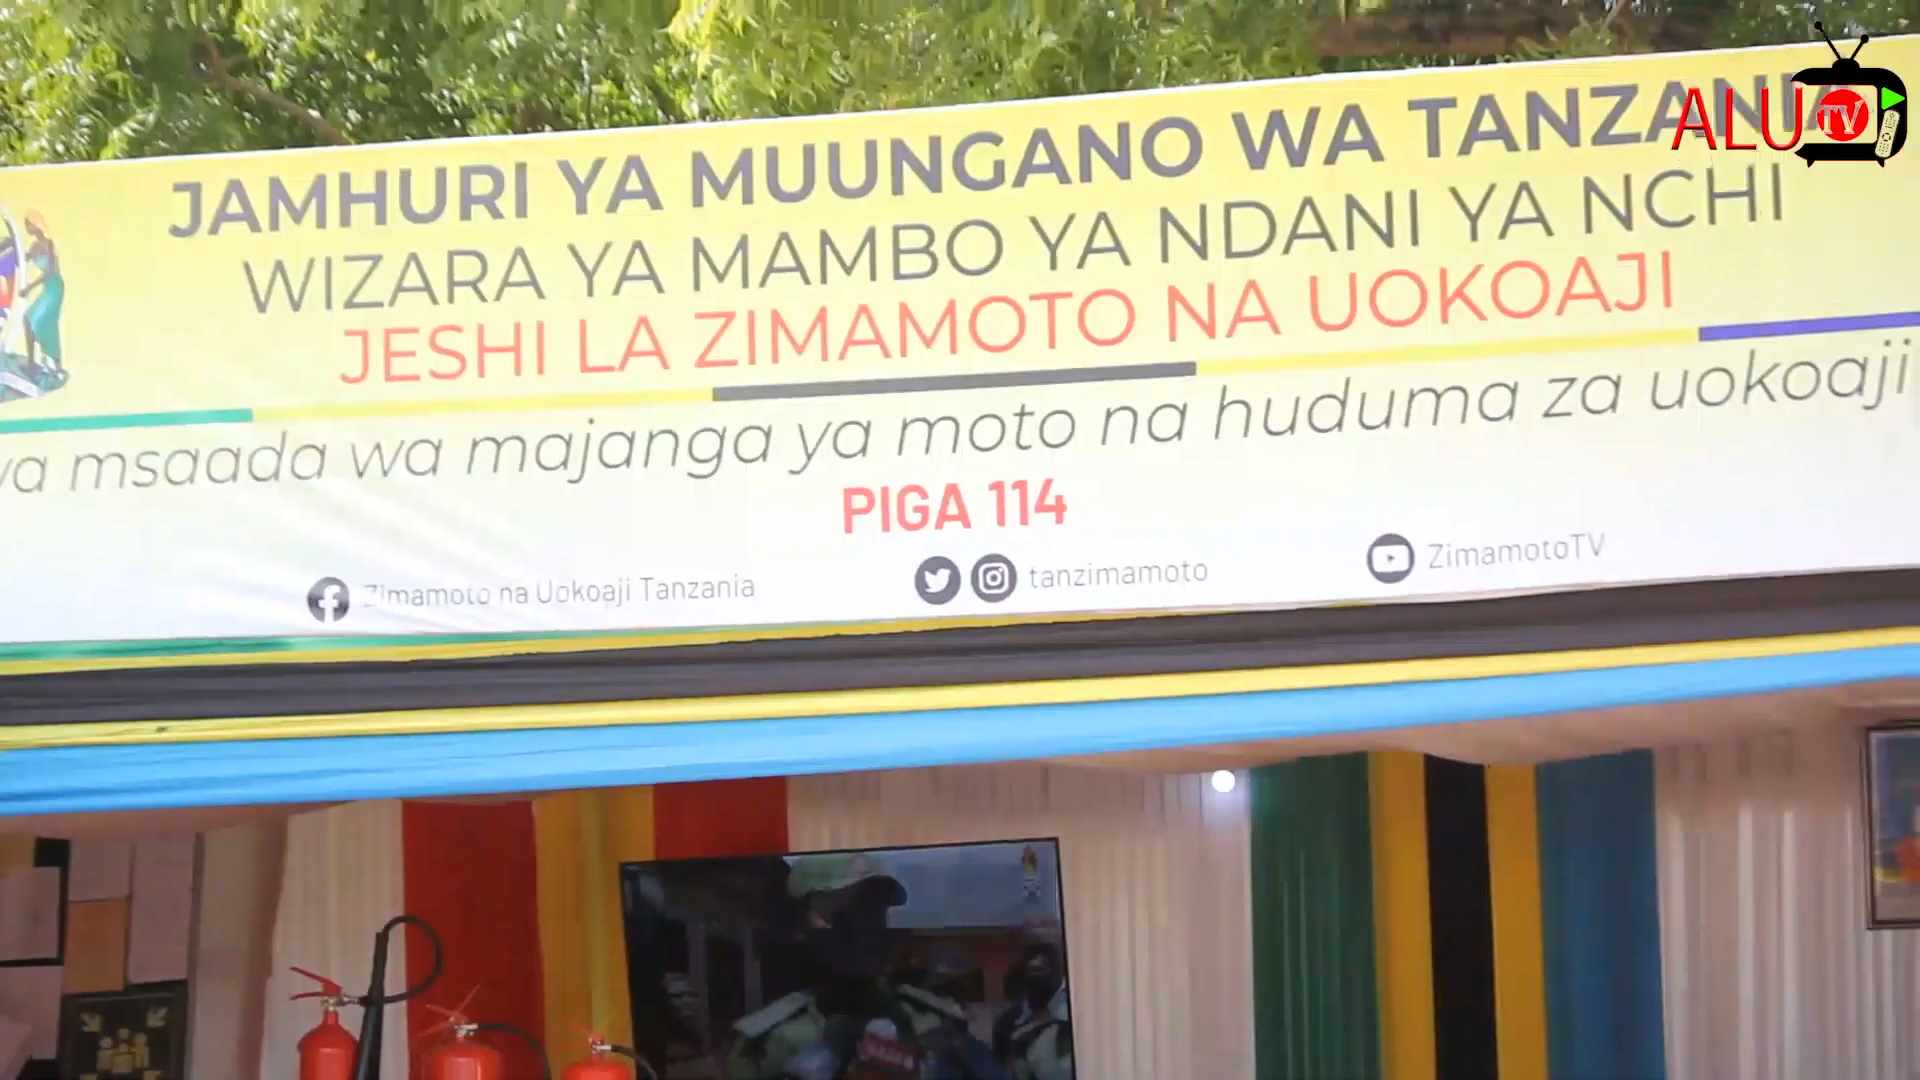 JAMHURI YA MUUNGANO WA TANZANIA
WIZARA YA MAMBO YA NDANI YA NCHI
JESHI LA ZIMAMOTO NA UOKOAJI
msaada wa majanga ya moto na huduma za uokoaji
PIGA 114
Zimamoto na Uokoaji Tanzania
tanzimamoto
ZimamotoTV
ALU TV